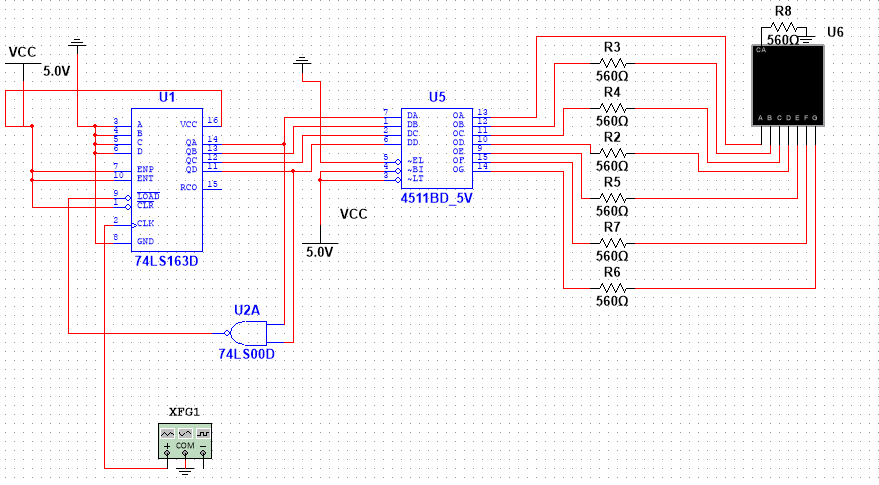 R8
560Ω
U6
CA
A B C D E F G
VCC
5.0V
U1
3 A
4 B
5 C
6 D
7 ENP
10 ENT
9 LOAD
1 CLR
2 CLK
8 GND
VCC 16
QA 14
QB 13
QC 12
QD 11
RCO 15
74LS163D
U5
7 DA
1 DB
2 DC
6 DD
5 ~EL
4 ~BI
3 ~LT
OA 13
OB 12
OC 11
OD 10
OE 9
OF 15
OG 14
4511BD_5V
VCC
5.0V
R3
560Ω
R4
560Ω
R2
560Ω
R5
560Ω
R7
560Ω
R6
560Ω
U2A
74LS00D
XFG1
+ COM −